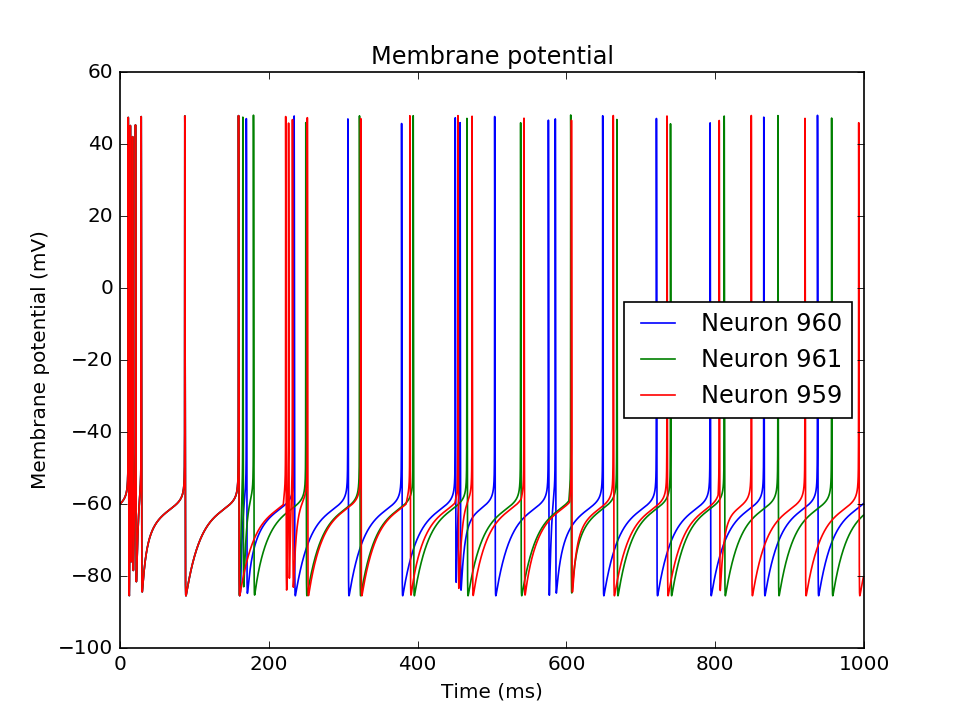 Membrane potential
60
40
20
0
−20
−40
−60
−80
−100
Membrane potential (mV)
Neuron 960
Neuron 961
Neuron 959
0 200 400 600 800 1000
Time (ms)